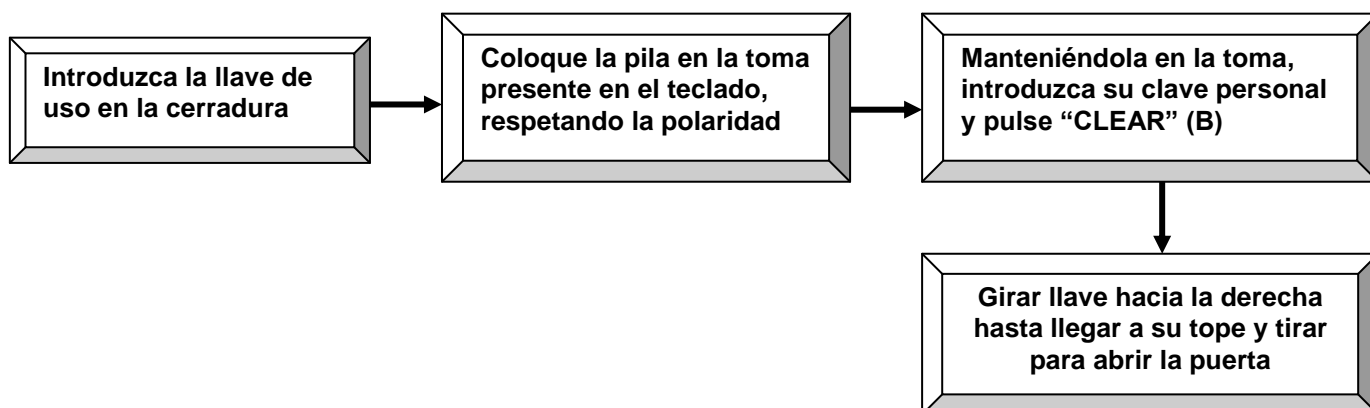 Introduzca la llave de
uso en la cerradura
Coloque la pila en la toma
presente en el teclado,
respetando la polaridad
Manteniéndola en la toma,
introduzca su clave personal
y pulse “CLEAR” (B)
Girar llave hacia la derecha
hasta llegar a su tope y tirar
para abrir la puerta